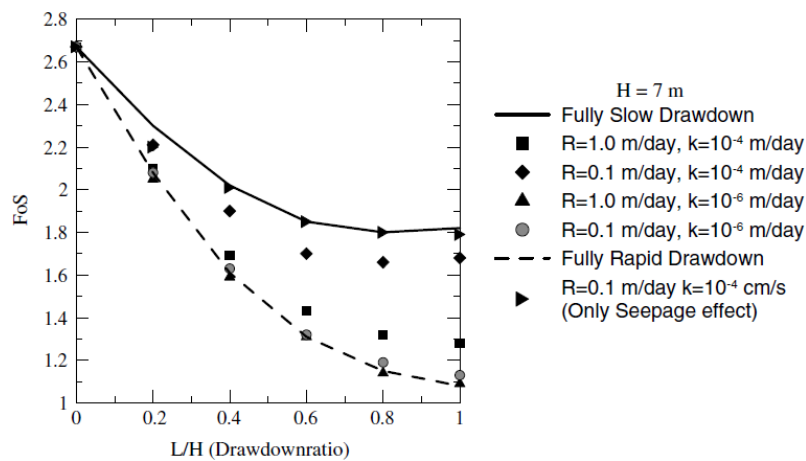 2.8
2.6
2.4
2.2
2
1.8
1.6
1.4
1.2
1
FoS
0 0.2 0.4 0.6 0.8 1
L/H (Drawdownratio)
H = 7 m
Fully Slow Drawdown
R=1.0 m/day, k=10⁻⁴ m/day
R=0.1 m/day, k=10⁻⁴ m/day
R=1.0 m/day, k=10⁻⁶ m/day
R=0.1 m/day, k=10⁻⁶ m/day
Fully Rapid Drawdown
R=0.1 m/day k=10⁻⁴ cm/s
(Only Seepage effect)